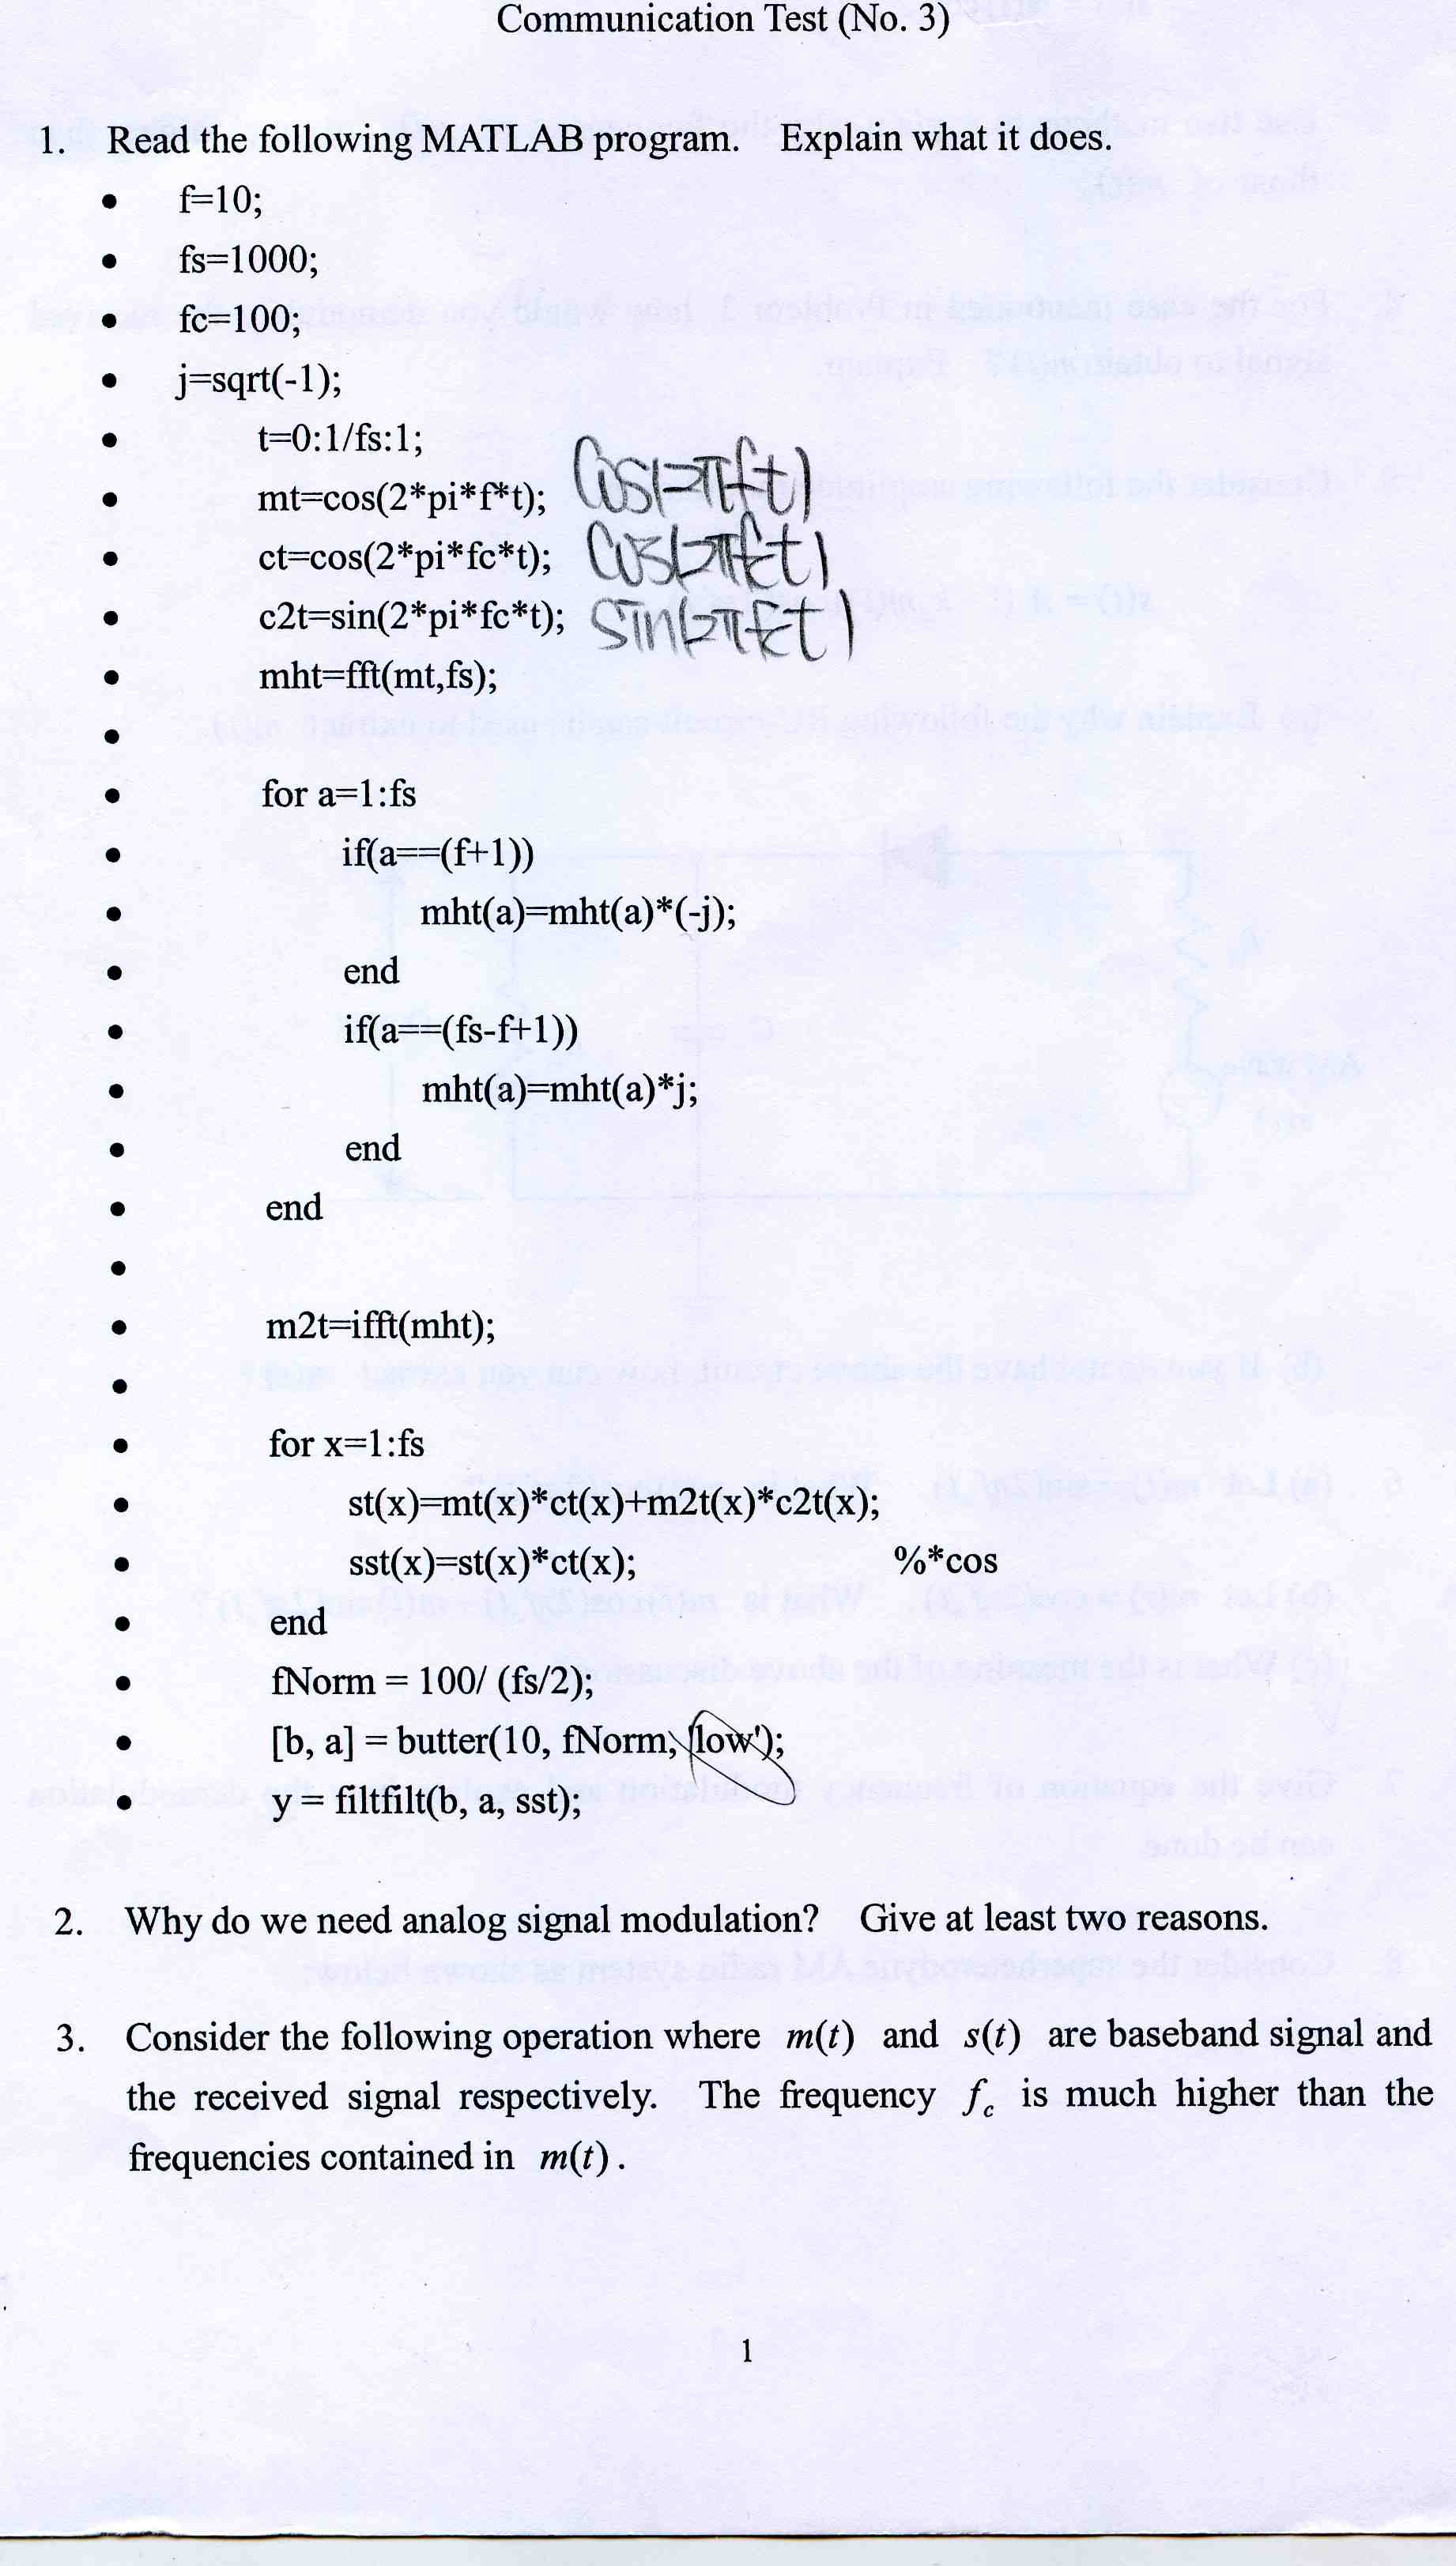 Communication Test (No. 3)
1. Read the following MATLAB program. Explain what it does.
• f=10;
• fs=1000;
• fc=100;
• j=sqrt(-1);
• t=0:1/fs:1;
• mt=cos(2*pi*f*t); cos(2πft)
• ct=cos(2*pi*fc*t); cos(2πfct)
• c2t=sin(2*pi*fc*t); sin(2πfct)
• mht=fft(mt,fs);
•
• for a=1:fs
• if(a==(f+1))
• mht(a)=mht(a)*(-j);
• end
• if(a==(fs-f+1))
• mht(a)=mht(a)*j;
• end
• end
•
• m2t=ifft(mht);
•
• for x=1:fs
• st(x)=mt(x)*ct(x)+m2t(x)*c2t(x);
• sst(x)=st(x)*ct(x); %*cos
• end
• fNorm = 100/ (fs/2);
• [b, a] = butter(10, fNorm, 'low');
• y = filtfilt(b, a, sst);
2. Why do we need analog signal modulation? Give at least two reasons.
3. Consider the following operation where m(t) and s(t) are baseband signal and
the received signal respectively. The frequency fc is much higher than the
frequencies contained in m(t).
1